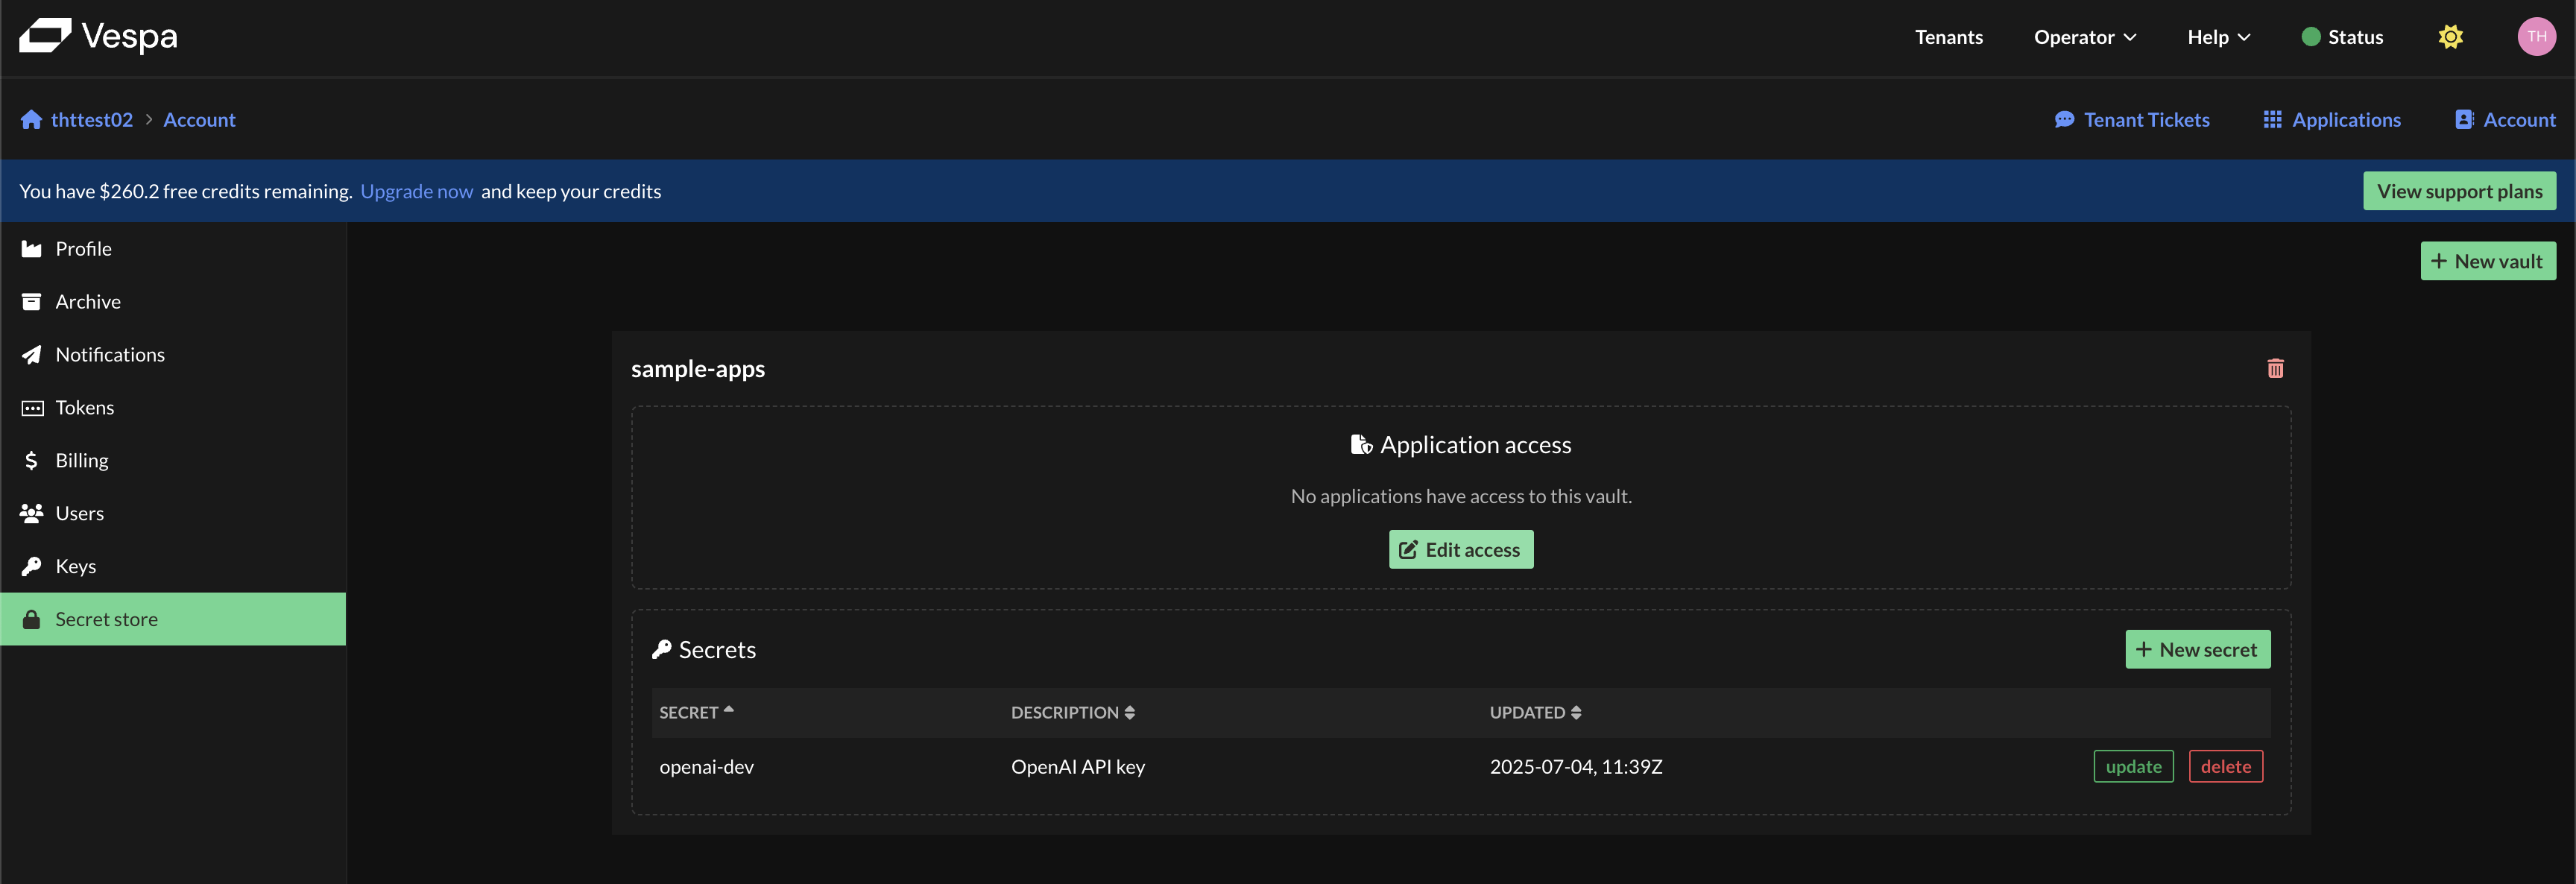 Vespa
Tenants Operator Help Status TH
thttest02 > Account
Tenant Tickets Applications Account
You have $260.2 free credits remaining. Upgrade now and keep your credits
View support plans
Profile
Archive
Notifications
Tokens
Billing
Users
Keys
Secret store
+ New vault
sample-apps
Application access
No applications have access to this vault.
Edit access
Secrets
+ New secret
SECRET DESCRIPTION UPDATED
openai-dev OpenAI API key 2025-07-04, 11:39Z update delete